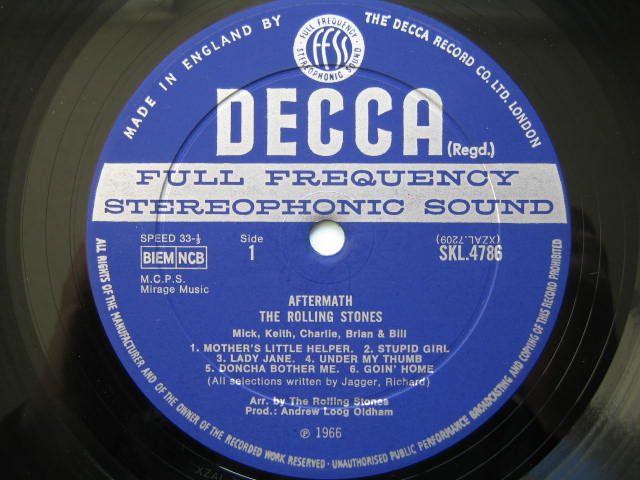 MADE IN ENGLAND BY
THE DECCA RECORD CO. LTD. LONDON
FULL FREQUENCY
ffss
STEREOPHONIC SOUND
DECCA (Regd.)
FULL FREQUENCY
STEREOPHONIC SOUND
SPEED 33-⅓
Side
1
BIEM NCB
(XZAL.7209)
SKL.4786
M.C.P.S.
Mirage Music
AFTERMATH
THE ROLLING STONES
Mick, Keith, Charlie, Brian & Bill
1. MOTHER'S LITTLE HELPER. 2. STUPID GIRL
3. LADY JANE. 4. UNDER MY THUMB
5. DONCHA BOTHER ME. 6. GOIN' HOME
(All selections written by Jagger, Richard)
Arr. by The Rolling Stones
Prod.: Andrew Loog Oldham
℗ 1966
ALL RIGHTS OF THE MANUFACTURER AND OF THE OWNER OF THE RECORDED WORK RESERVED · UNAUTHORISED PUBLIC PERFORMANCE BROADCASTING AND COPYING OF THIS RECORD PROHIBITED